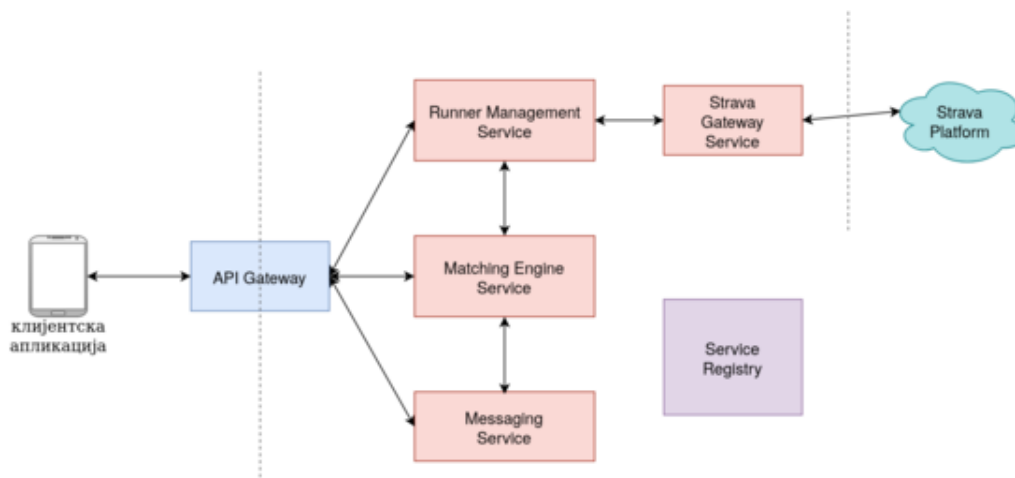 Runner Management
Service
Strava
Gateway
Service
Strava
Platform
API Gateway
Matching Engine
Service
клијентска
апликација
Service
Registry
Messaging
Service